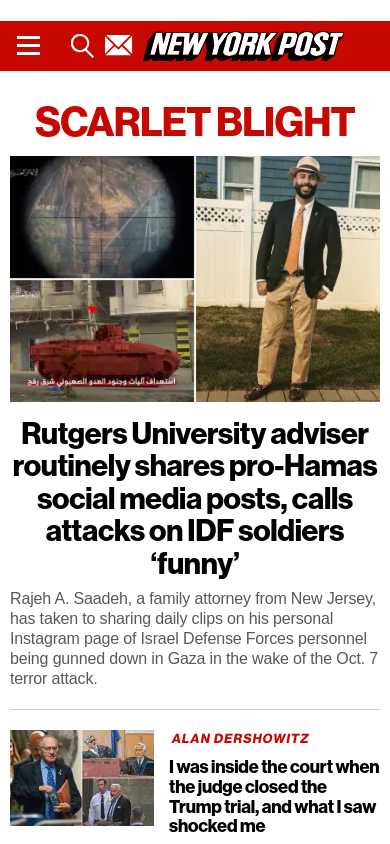 NEW YORK POST
SCARLET BLIGHT
استهداف آليات وجنود العدو الصهيوني شرق رفح
Rutgers University adviser
routinely shares pro-Hamas
social media posts, calls
attacks on IDF soldiers
‘funny’
Rajeh A. Saadeh, a family attorney from New Jersey,
has taken to sharing daily clips on his personal
Instagram page of Israel Defense Forces personnel
being gunned down in Gaza in the wake of the Oct. 7
terror attack.
ALAN DERSHOWITZ
I was inside the court when
the judge closed the
Trump trial, and what I saw
shocked me